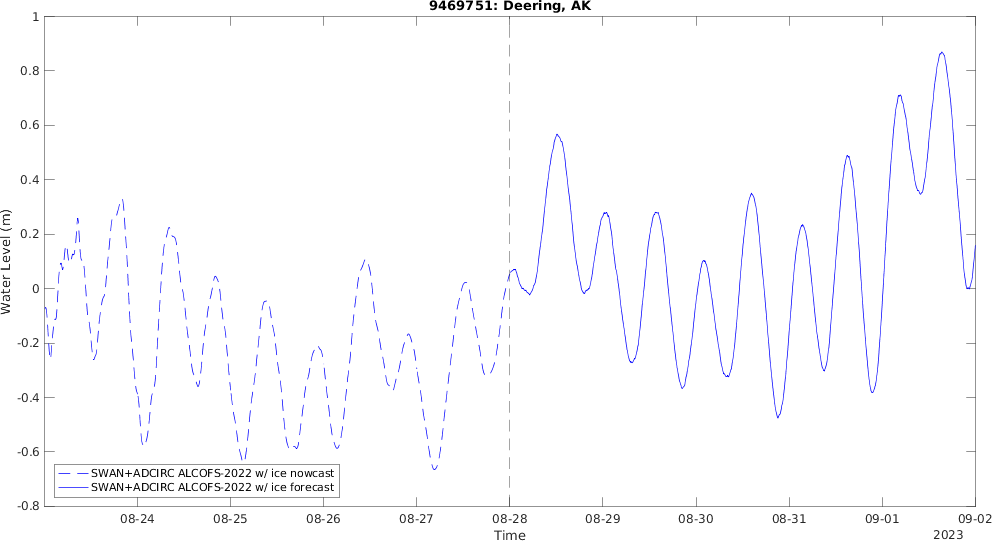 9469751: Deering, AK
1
0.8
0.6
0.4
0.2
0
-0.2
-0.4
-0.6
-0.8
Water Level (m)
SWAN+ADCIRC ALCOFS-2022 w/ ice nowcast
SWAN+ADCIRC ALCOFS-2022 w/ ice forecast
08-24 08-25 08-26 08-27 08-28 08-29 08-30 08-31 09-01 09-02
Time
2023